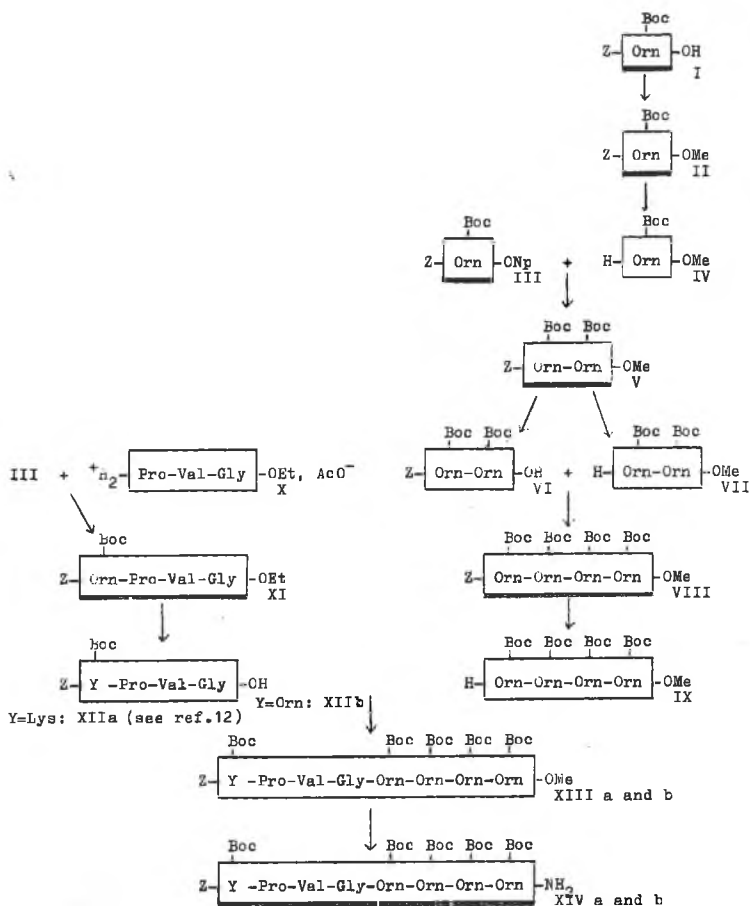 Boc
Z- Orn -OH
I
Boc
Z- Orn -OMe
II
Boc
Z- Orn -ONp
III
+
Boc
H- Orn -OMe
IV
Boc Boc
Z- Orn-Orn -OMe
V
III + +H2- Pro-Val-Gly -OEt, AcO-
X
Boc Boc
Z- Orn-Orn -OH
VI
+
Boc Boc
H- Orn-Orn -OMe
VII
Boc
Z- Orn-Pro-Val-Gly -OEt
XI
Boc Boc Boc Boc
Z- Orn-Orn-Orn-Orn -OMe
VIII
Boc
Z- Y -Pro-Val-Gly -OH
Y=Lys: XIIa (see ref.12)
Y=Orn: XIIb
Boc Boc Boc Boc
H- Orn-Orn-Orn-Orn -OMe
IX
Boc Boc Boc Boc Boc
Z- Y -Pro-Val-Gly-Orn-Orn-Orn-Orn -OMe
XIII a and b
Boc Boc Boc Boc Boc
Z- Y -Pro-Val-Gly-Orn-Orn-Orn-Orn -NH2
XIV a and b